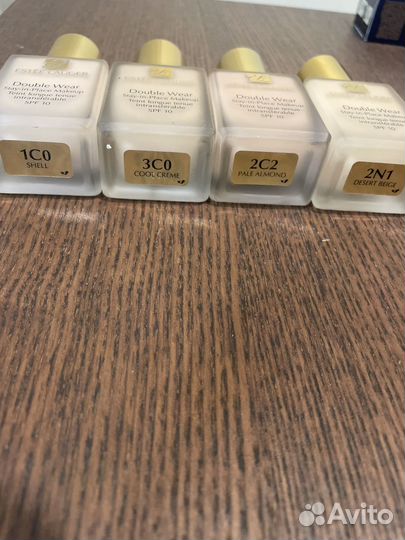 ESTĒE LAUDER
Double Wear
Stay-in-Place Makeup
Teint longue tenue
intransférable
SPF 10
1C0
SHELL
Double Wear
Stay-in-Place Makeup
Teint longue tenue
intransférable
SPF 10
3C0
COOL CREME
Double Wear
Stay-in-Place Makeup
Teint longue tenue
intransférable
SPF 10
2C2
PALE ALMOND
Double Wear
Stay-in-Place Makeup
Teint longue tenue
intransférable
SPF 10
2N1
DESERT BEIGE
Avito